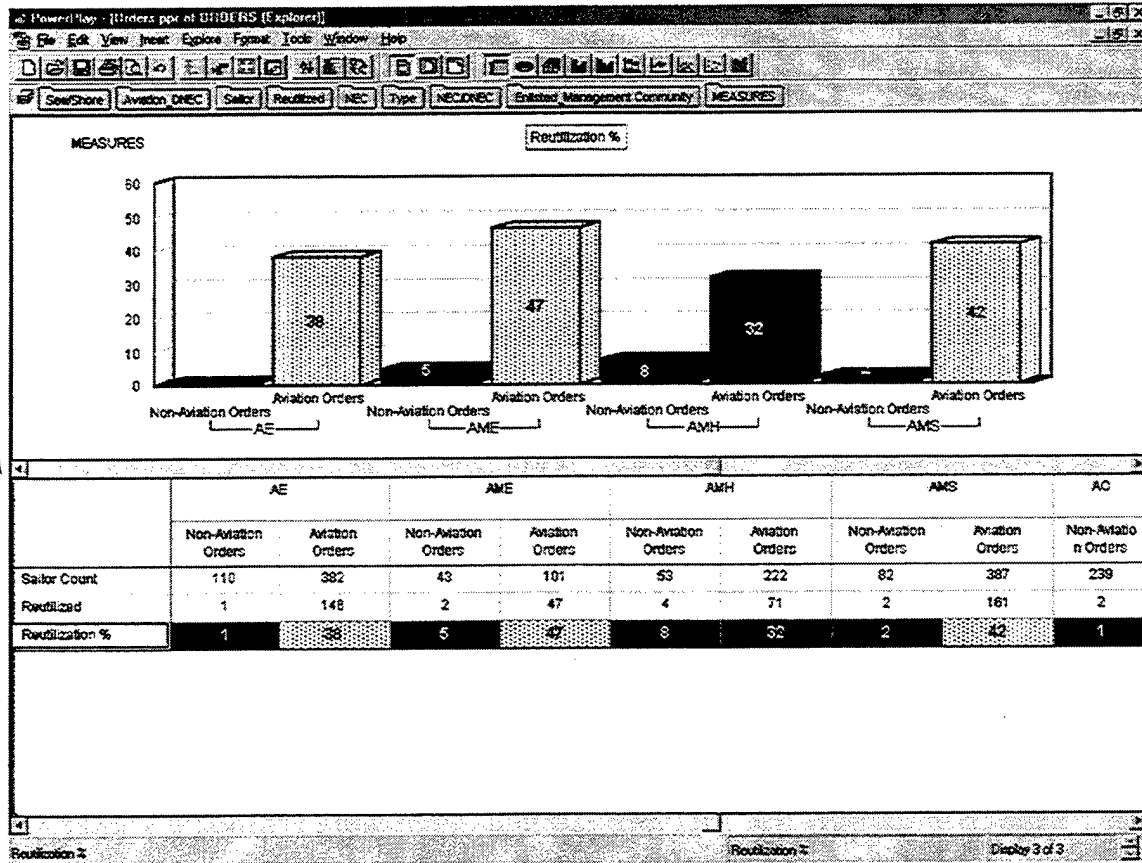 PowerPlay - [Orders.ppr of ORDERS (Explorer)]
File Edit View Insert Explore Format Tools Window Help
Sea/Shore Aviation_DNEC Sailor Reutilized NEC Type NEC/DNEC Enlisted_Management Community MEASURES
MEASURES
Reutilization %
60
50
40
30
20
10
0
38 5 47 8 32 42
Non-Aviation Orders Aviation Orders Non-Aviation Orders Aviation Orders Non-Aviation Orders Aviation Orders Non-Aviation Orders Aviation Orders
AE AME AMH AMS
AE AME AMH AMS AC
Non-Aviation Aviation Non-Aviation Aviation Non-Aviation Aviation Non-Aviation Aviation Non-Aviatio
Orders Orders Orders Orders Orders Orders Orders Orders n Orders
Sailor Count 110 382 43 101 53 222 82 387 239
Reutilized 1 146 2 47 4 71 2 161 2
Reutilization % 1 38 5 47 8 32 2 42 1
Reutilization % Reutilization % Display 3 of 3